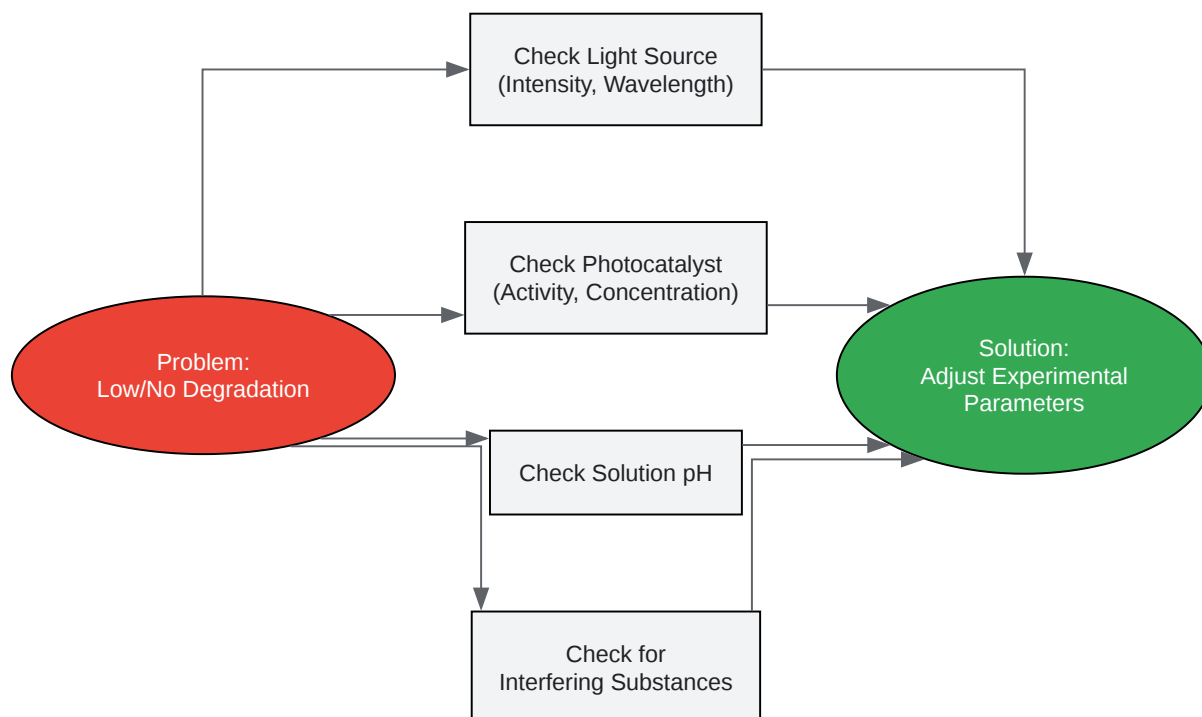 Check Light Source
(Intensity, Wavelength)
Check Photocatalyst
(Activity, Concentration)
Problem:
Low/No Degradation
Solution:
Adjust Experimental
Parameters
Check Solution pH
Check for
Interfering Substances